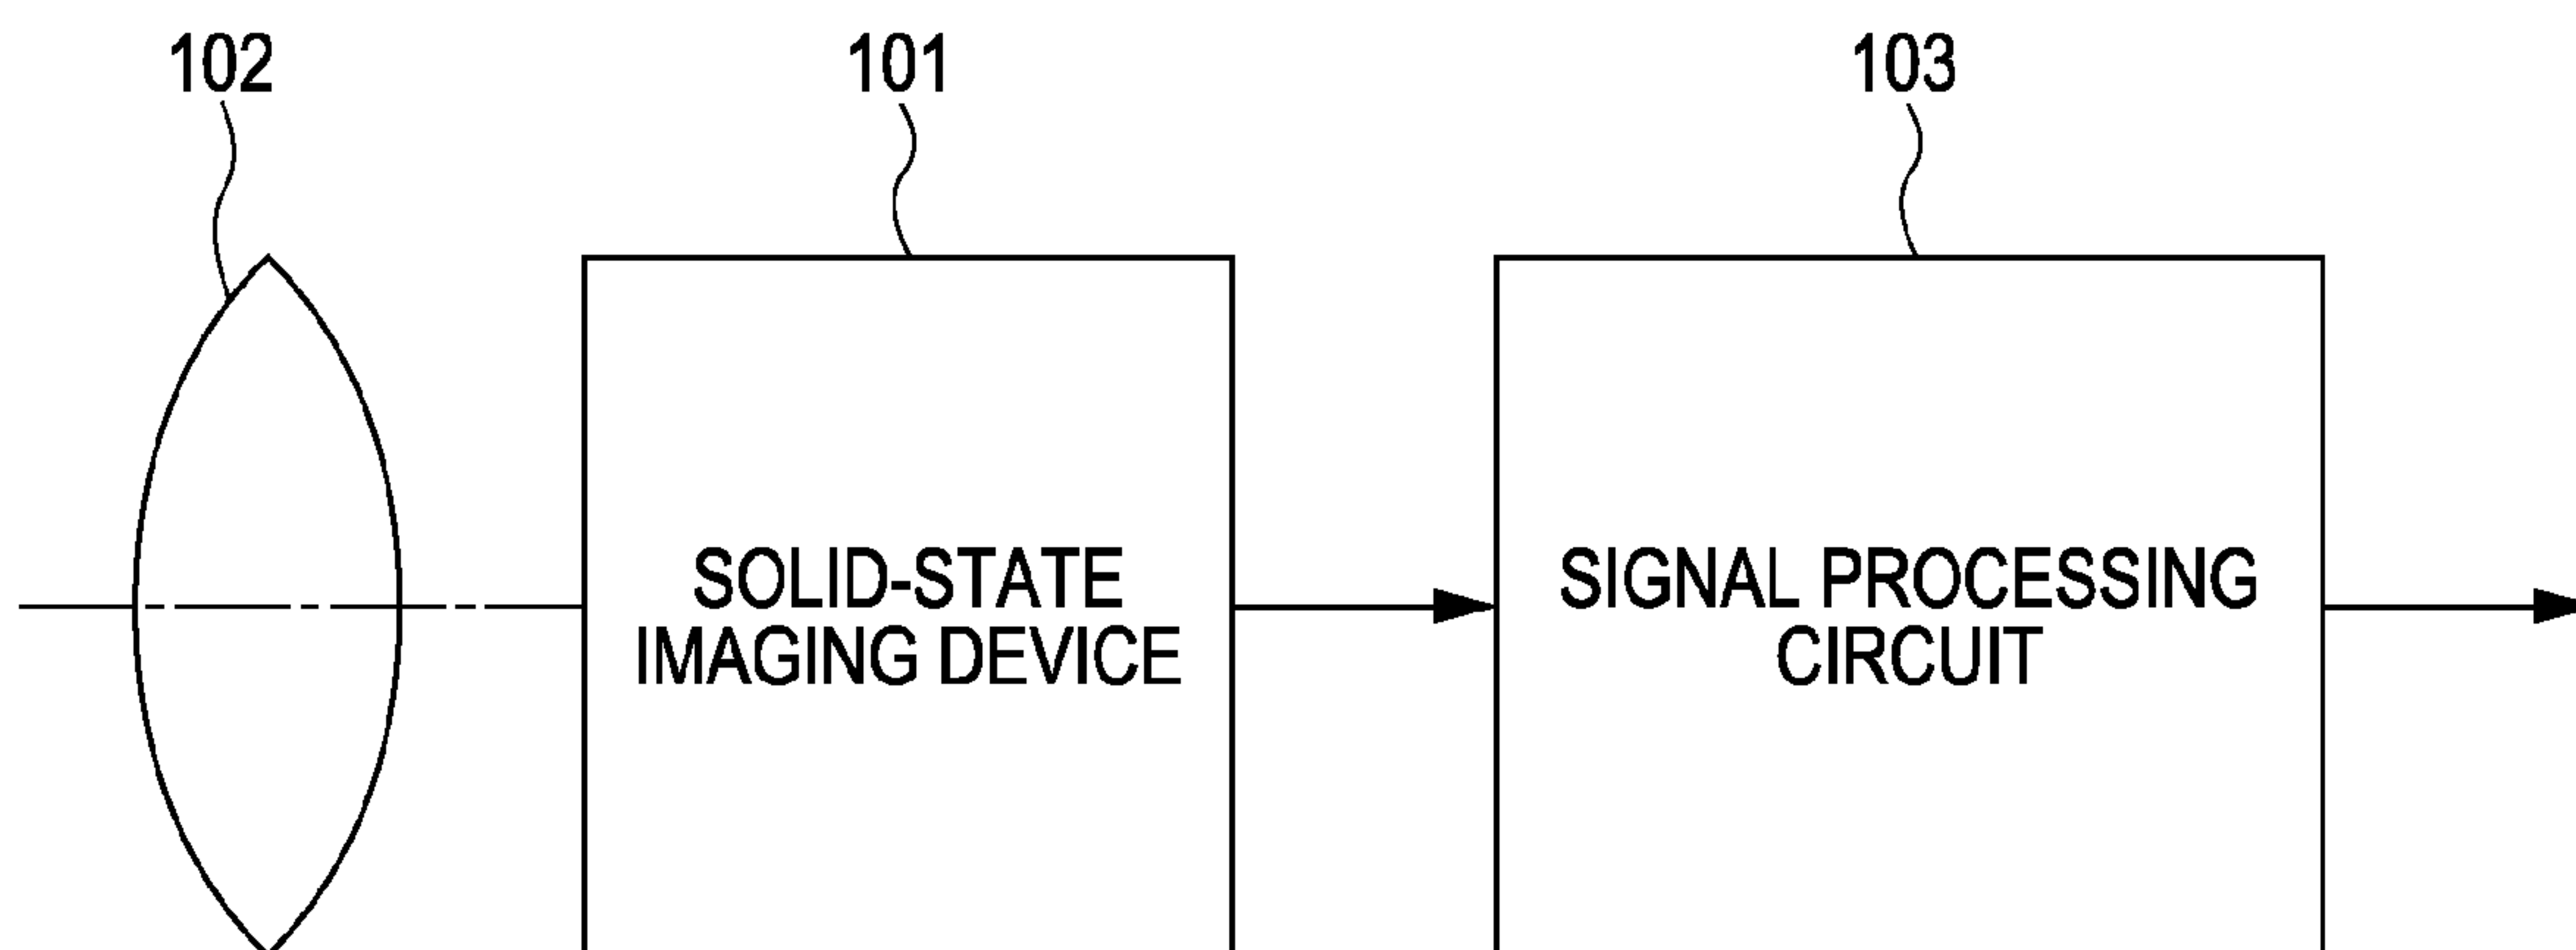 102
101
103
SOLID-STATE
IMAGING DEVICE
SIGNAL PROCESSING
CIRCUIT